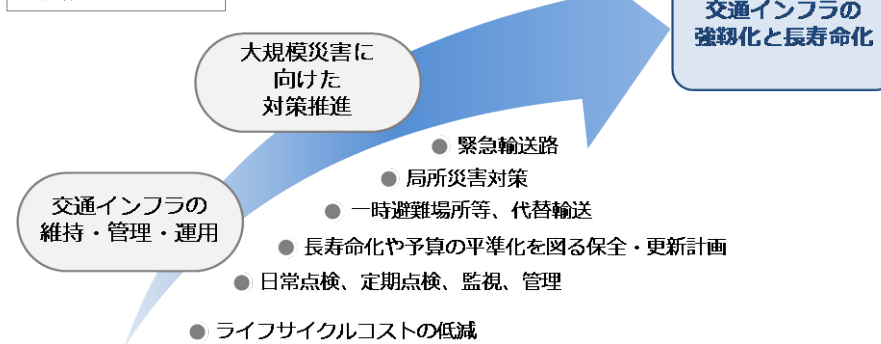 交通インフラの
強靱化と長寿命化
大規模災害に
向けた
対策推進
緊急輸送路
局所災害対策
一時避難場所等、代替輸送
交通インフラの
維持・管理・運用
長寿命化や予算の平準化を図る保全・更新計画
日常点検、定期点検、監視、管理
ライフサイクルコストの低減